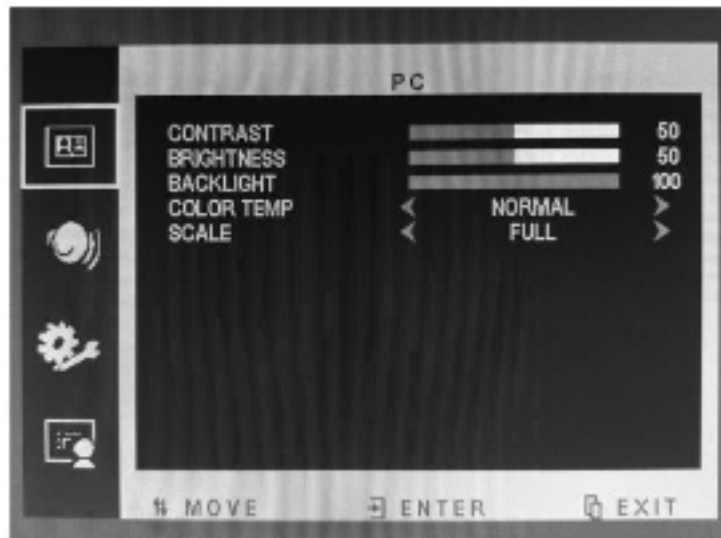 PC
CONTRAST 50
BRIGHTNESS 50
BACKLIGHT 100
COLOR TEMP NORMAL
SCALE FULL
MOVE ENTER EXIT